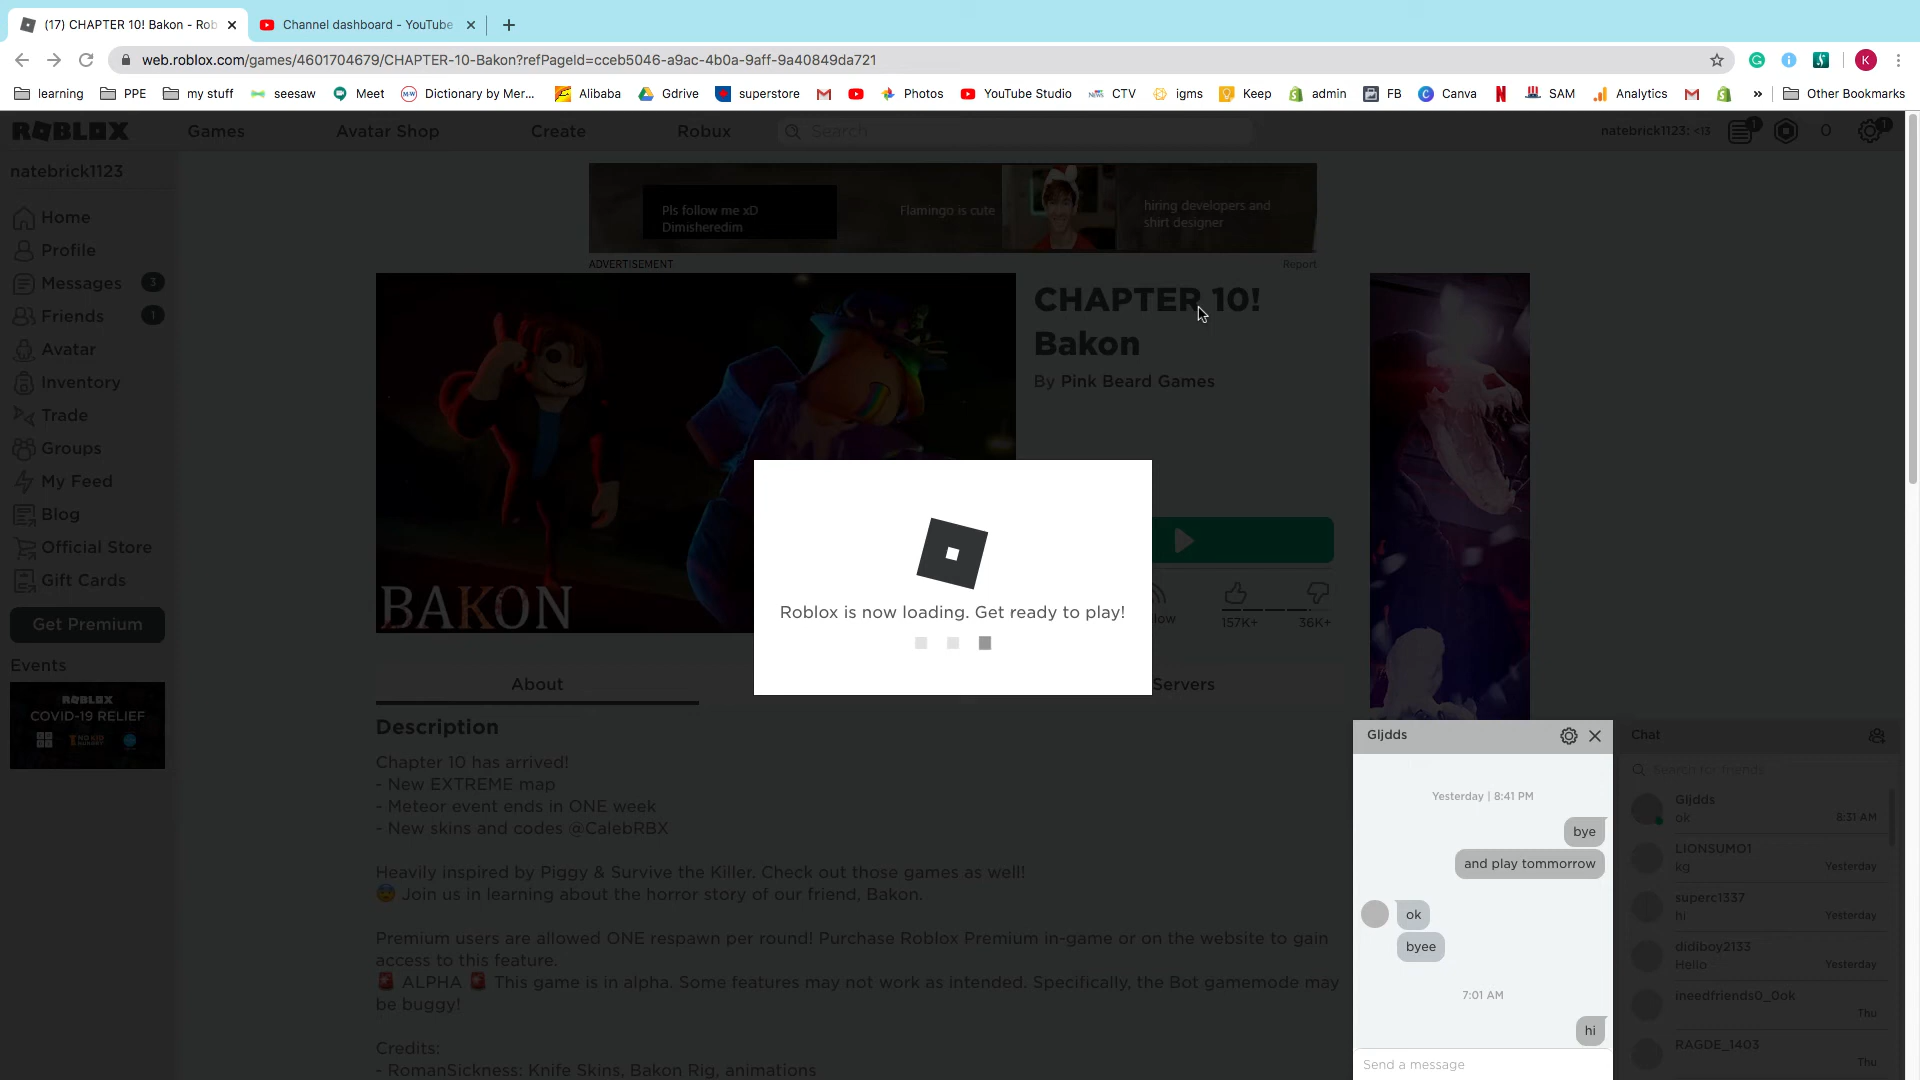 (17) CHAPTER 10! Bakon - Rob
Channel dashboard - YouTube
web.roblox.com/games/4601704679/CHAPTER-10-Bakon?refPageId=cceb5046-a9ac-4b0a-9aff-9a40849da721
K
learning
PPE
my stuff
seesaw
Meet
Dictionary by Mer...
Alibaba
Gdrive
superstore
Photos
YouTube Studio
CTV
igms
Keep
admin
FB
Canva
SAM
Analytics
»
Other Bookmarks
ROBLOX
Games
Avatar Shop
Create
Robux
Search
natebrick1123: <13
1
0
1
natebrick1123
Home
Profile
Messages
3
Friends
1
Avatar
Inventory
Trade
Groups
My Feed
Blog
Official Store
Gift Cards
Get Premium
Events
ROBLOX
COVID-19 RELIEF
Pls follow me xD
Dimisheredim
Flamingo is cute
hiring developers and
shirt designer
ADVERTISEMENT
Report
BAKON
CHAPTER 10!
Bakon
By Pink Beard Games
157K+
36K+
Roblox is now loading. Get ready to play!
About
Servers
Description
Chapter 10 has arrived!
- New EXTREME map
- Meteor event ends in ONE week
- New skins and codes @CalebRBX
Heavily inspired by Piggy & Survive the Killer. Check out those games as well!
😨 Join us in learning about the horror story of our friend, Bakon.
Premium users are allowed ONE respawn per round! Purchase Roblox Premium in-game or on the website to gain
access to this feature.
🚨 ALPHA 🚨 This game is in alpha. Some features may not work as intended. Specifically, the Bot gamemode may
be buggy!
Credits:
- RomanSickness: Knife Skins, Bakon Rig, animations
Gljdds
Yesterday | 8:41 PM
bye
and play tommorrow
ok
byee
7:01 AM
hi
Send a message
Chat
Search for friends
Gljdds
ok
8:31 AM
LIONSUMO1
kg
Yesterday
superc1337
hi
Yesterday
didiboy2133
Hello
Yesterday
ineedfriends0_0ok
Thu
RAGDE_1403
Thu